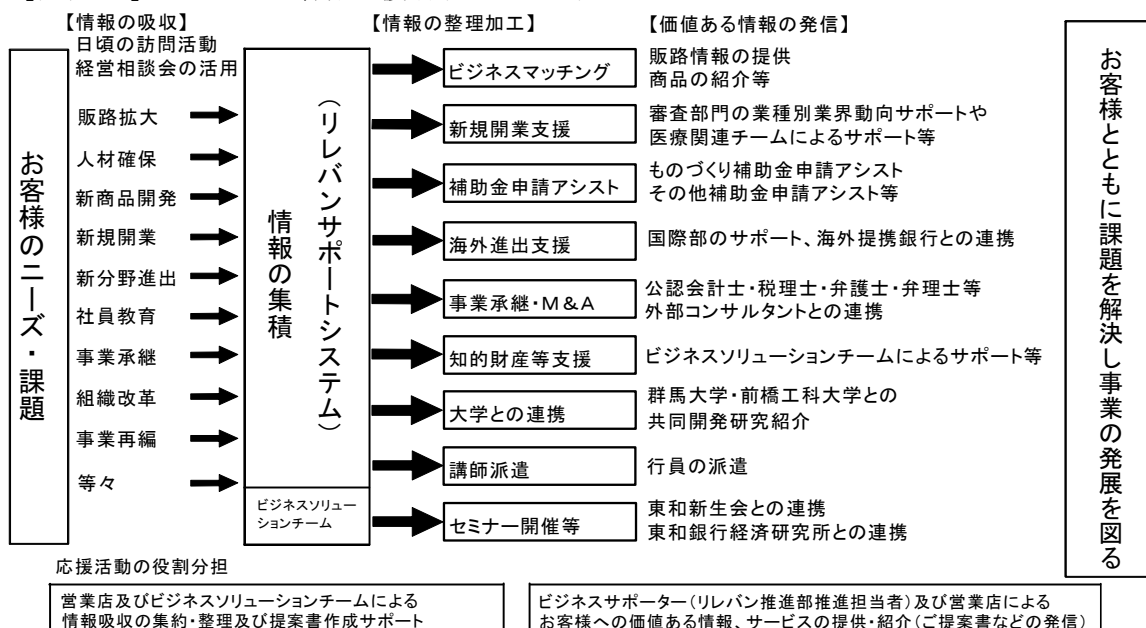 【情報の吸収】
日頃の訪問活動
経営相談会の活用
【情報の整理加工】
【価値ある情報の発信】
お客様のニーズ・課題
販路拡大
人材確保
新商品開発
新規開業
新分野進出
社員教育
事業承継
組織改革
事業再編
等々
情報の集積
（リレバンサポートシステム）
ビジネスソリュー
ションチーム
ビジネスマッチング
販路情報の提供
商品の紹介等
新規開業支援
審査部門の業種別業界動向サポートや
医療関連チームによるサポート等
補助金申請アシスト
ものづくり補助金申請アシスト
その他補助金申請アシスト等
海外進出支援
国際部のサポート、海外提携銀行との連携
事業承継・M&A
公認会計士・税理士・弁護士・弁理士等
外部コンサルタントとの連携
知的財産等支援
ビジネスソリューションチームによるサポート等
大学との連携
群馬大学・前橋工科大学との
共同開発研究紹介
講師派遣
行員の派遣
セミナー開催等
東和新生会との連携
東和銀行経済研究所との連携
お客様とともに課題を解決し事業の発展を図る
応援活動の役割分担
営業店及びビジネスソリューションチームによる
情報吸収の集約・整理及び提案書作成サポート
ビジネスサポーター（リレバン推進部推進担当者）及び営業店による
お客様への価値ある情報、サービスの提供・紹介（ご提案書などの発信）